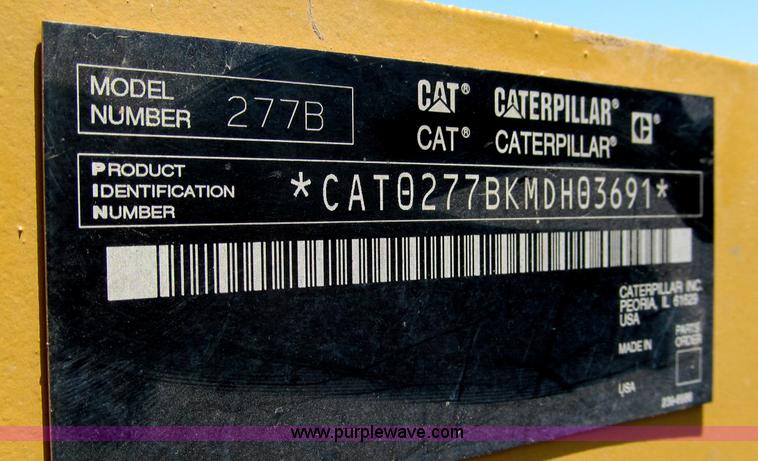 MODEL
NUMBER 277B
CAT® CATERPILLAR® C
CAT® CATERPILLAR®
PRODUCT
IDENTIFICATION
NUMBER
*CAT0277BKMDH03691*
CATERPILLAR INC.
PEORIA, IL 61629
USA
MADE IN
USA
PARTS
ORDER
www.purplewave.com